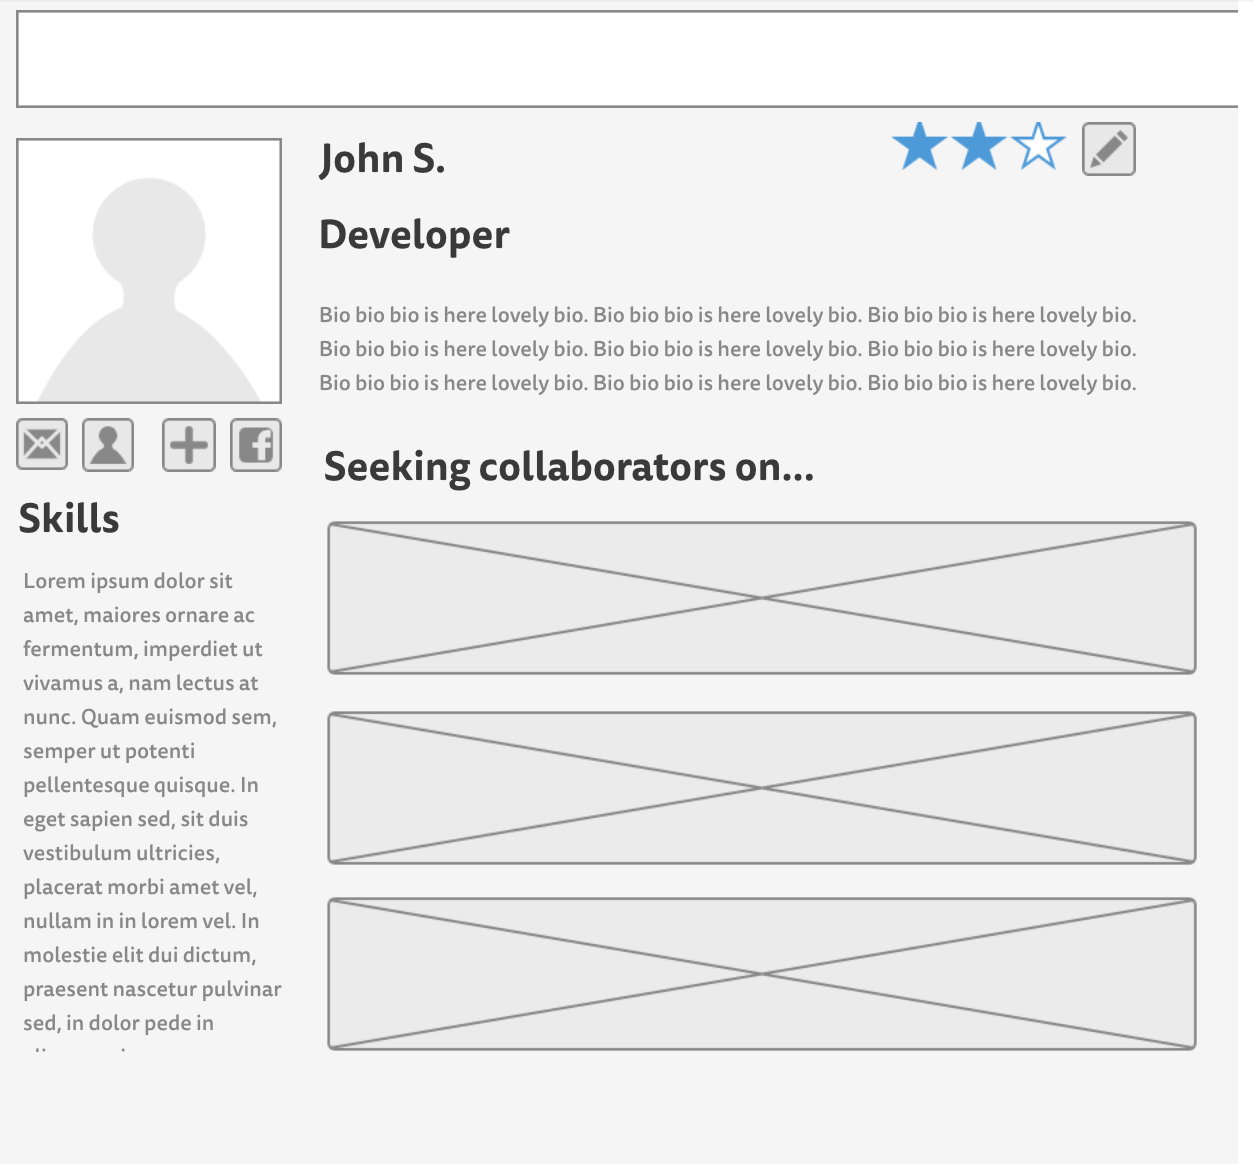 John S.
Developer
Bio bio bio is here lovely bio. Bio bio bio is here lovely bio. Bio bio bio is here lovely bio.
Bio bio bio is here lovely bio. Bio bio bio is here lovely bio. Bio bio bio is here lovely bio.
Bio bio bio is here lovely bio. Bio bio bio is here lovely bio. Bio bio bio is here lovely bio.
Seeking collaborators on...
Skills
Lorem ipsum dolor sit
amet, maiores ornare ac
fermentum, imperdiet ut
vivamus a, nam lectus at
nunc. Quam euismod sem,
semper ut potenti
pellentesque quisque. In
eget sapien sed, sit duis
vestibulum ultricies,
placerat morbi amet vel,
nullam in in lorem vel. In
molestie elit dui dictum,
praesent nascetur pulvinar
sed, in dolor pede in